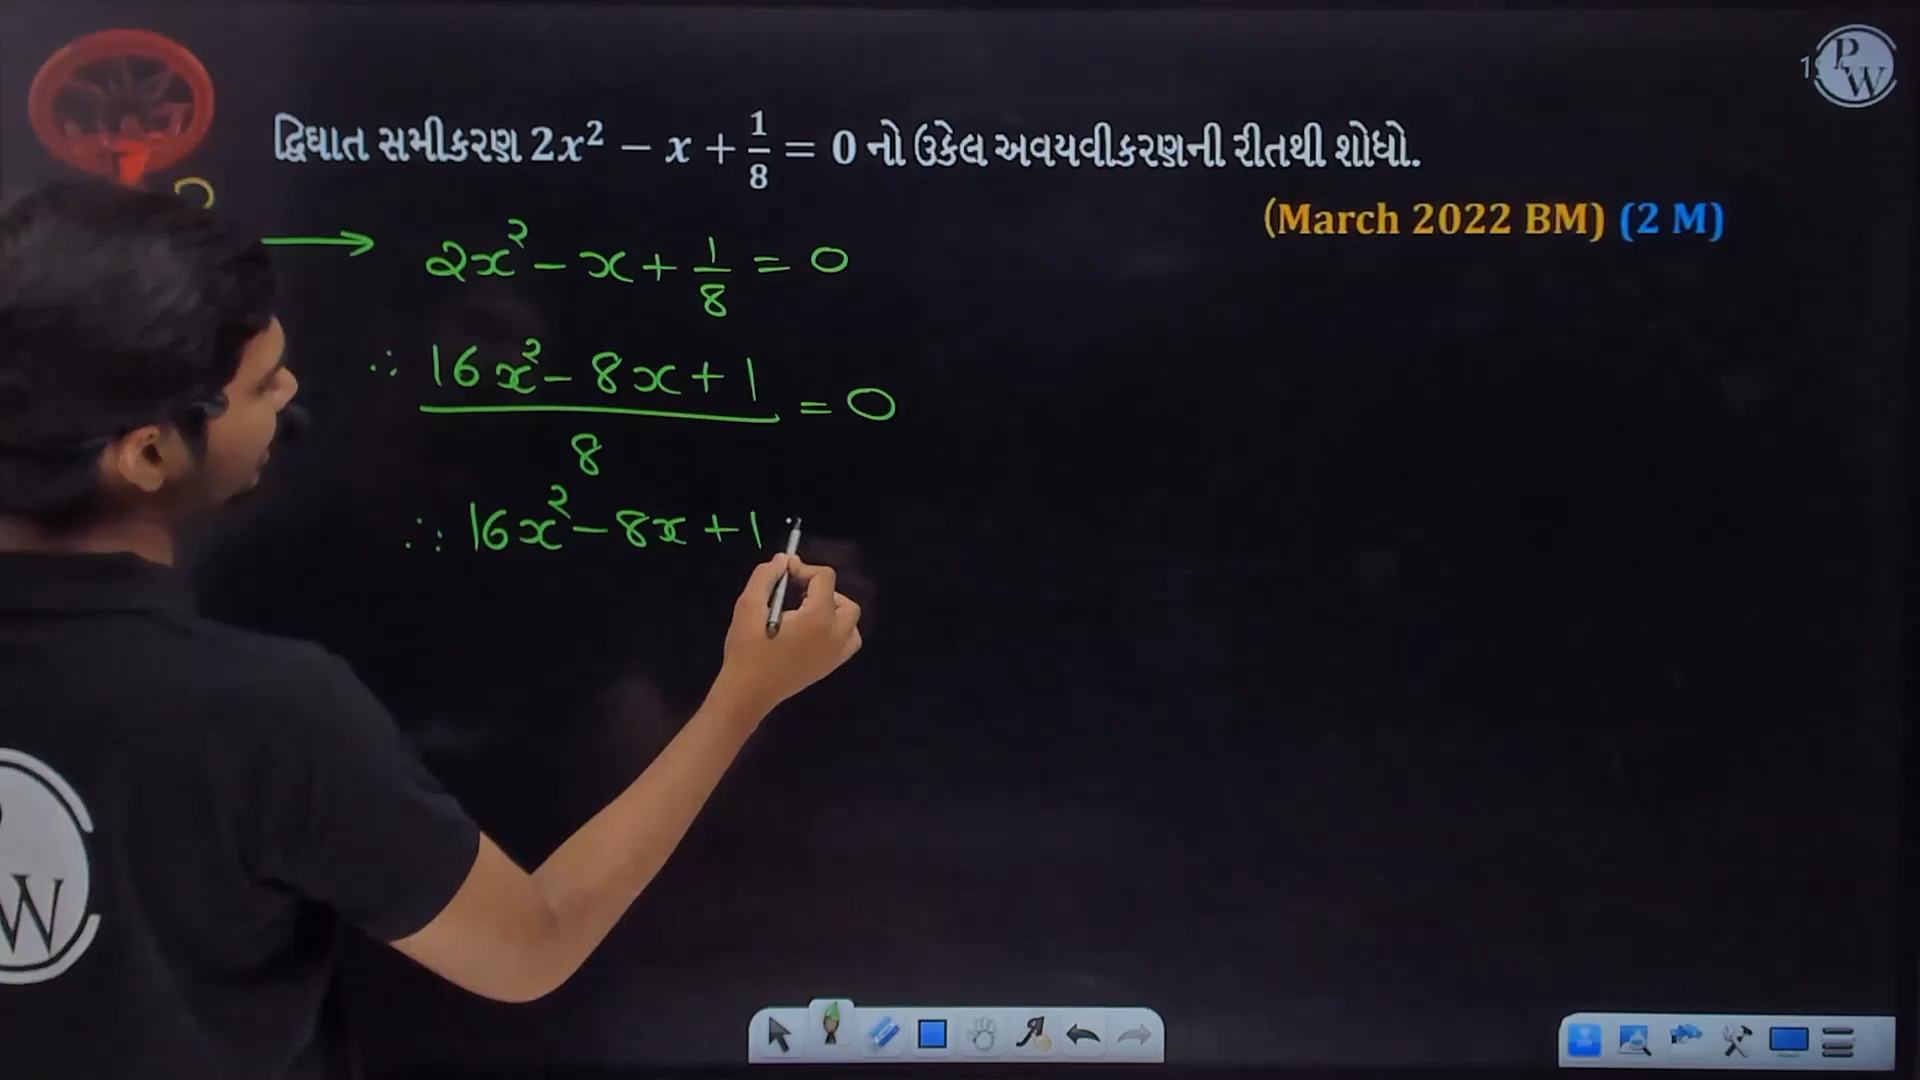 PW
દ્વિઘાત સમીકરણ 2x² − x + 1/8 = 0 નો ઉકેલ અવયવીકરણની રીતથી શોધો.
(March 2022 BM) (2 M)
→ 2x² − x + 1/8 = 0
∴ (16x² − 8x + 1)/8 = 0
∴ 16x² − 8x + 1
W